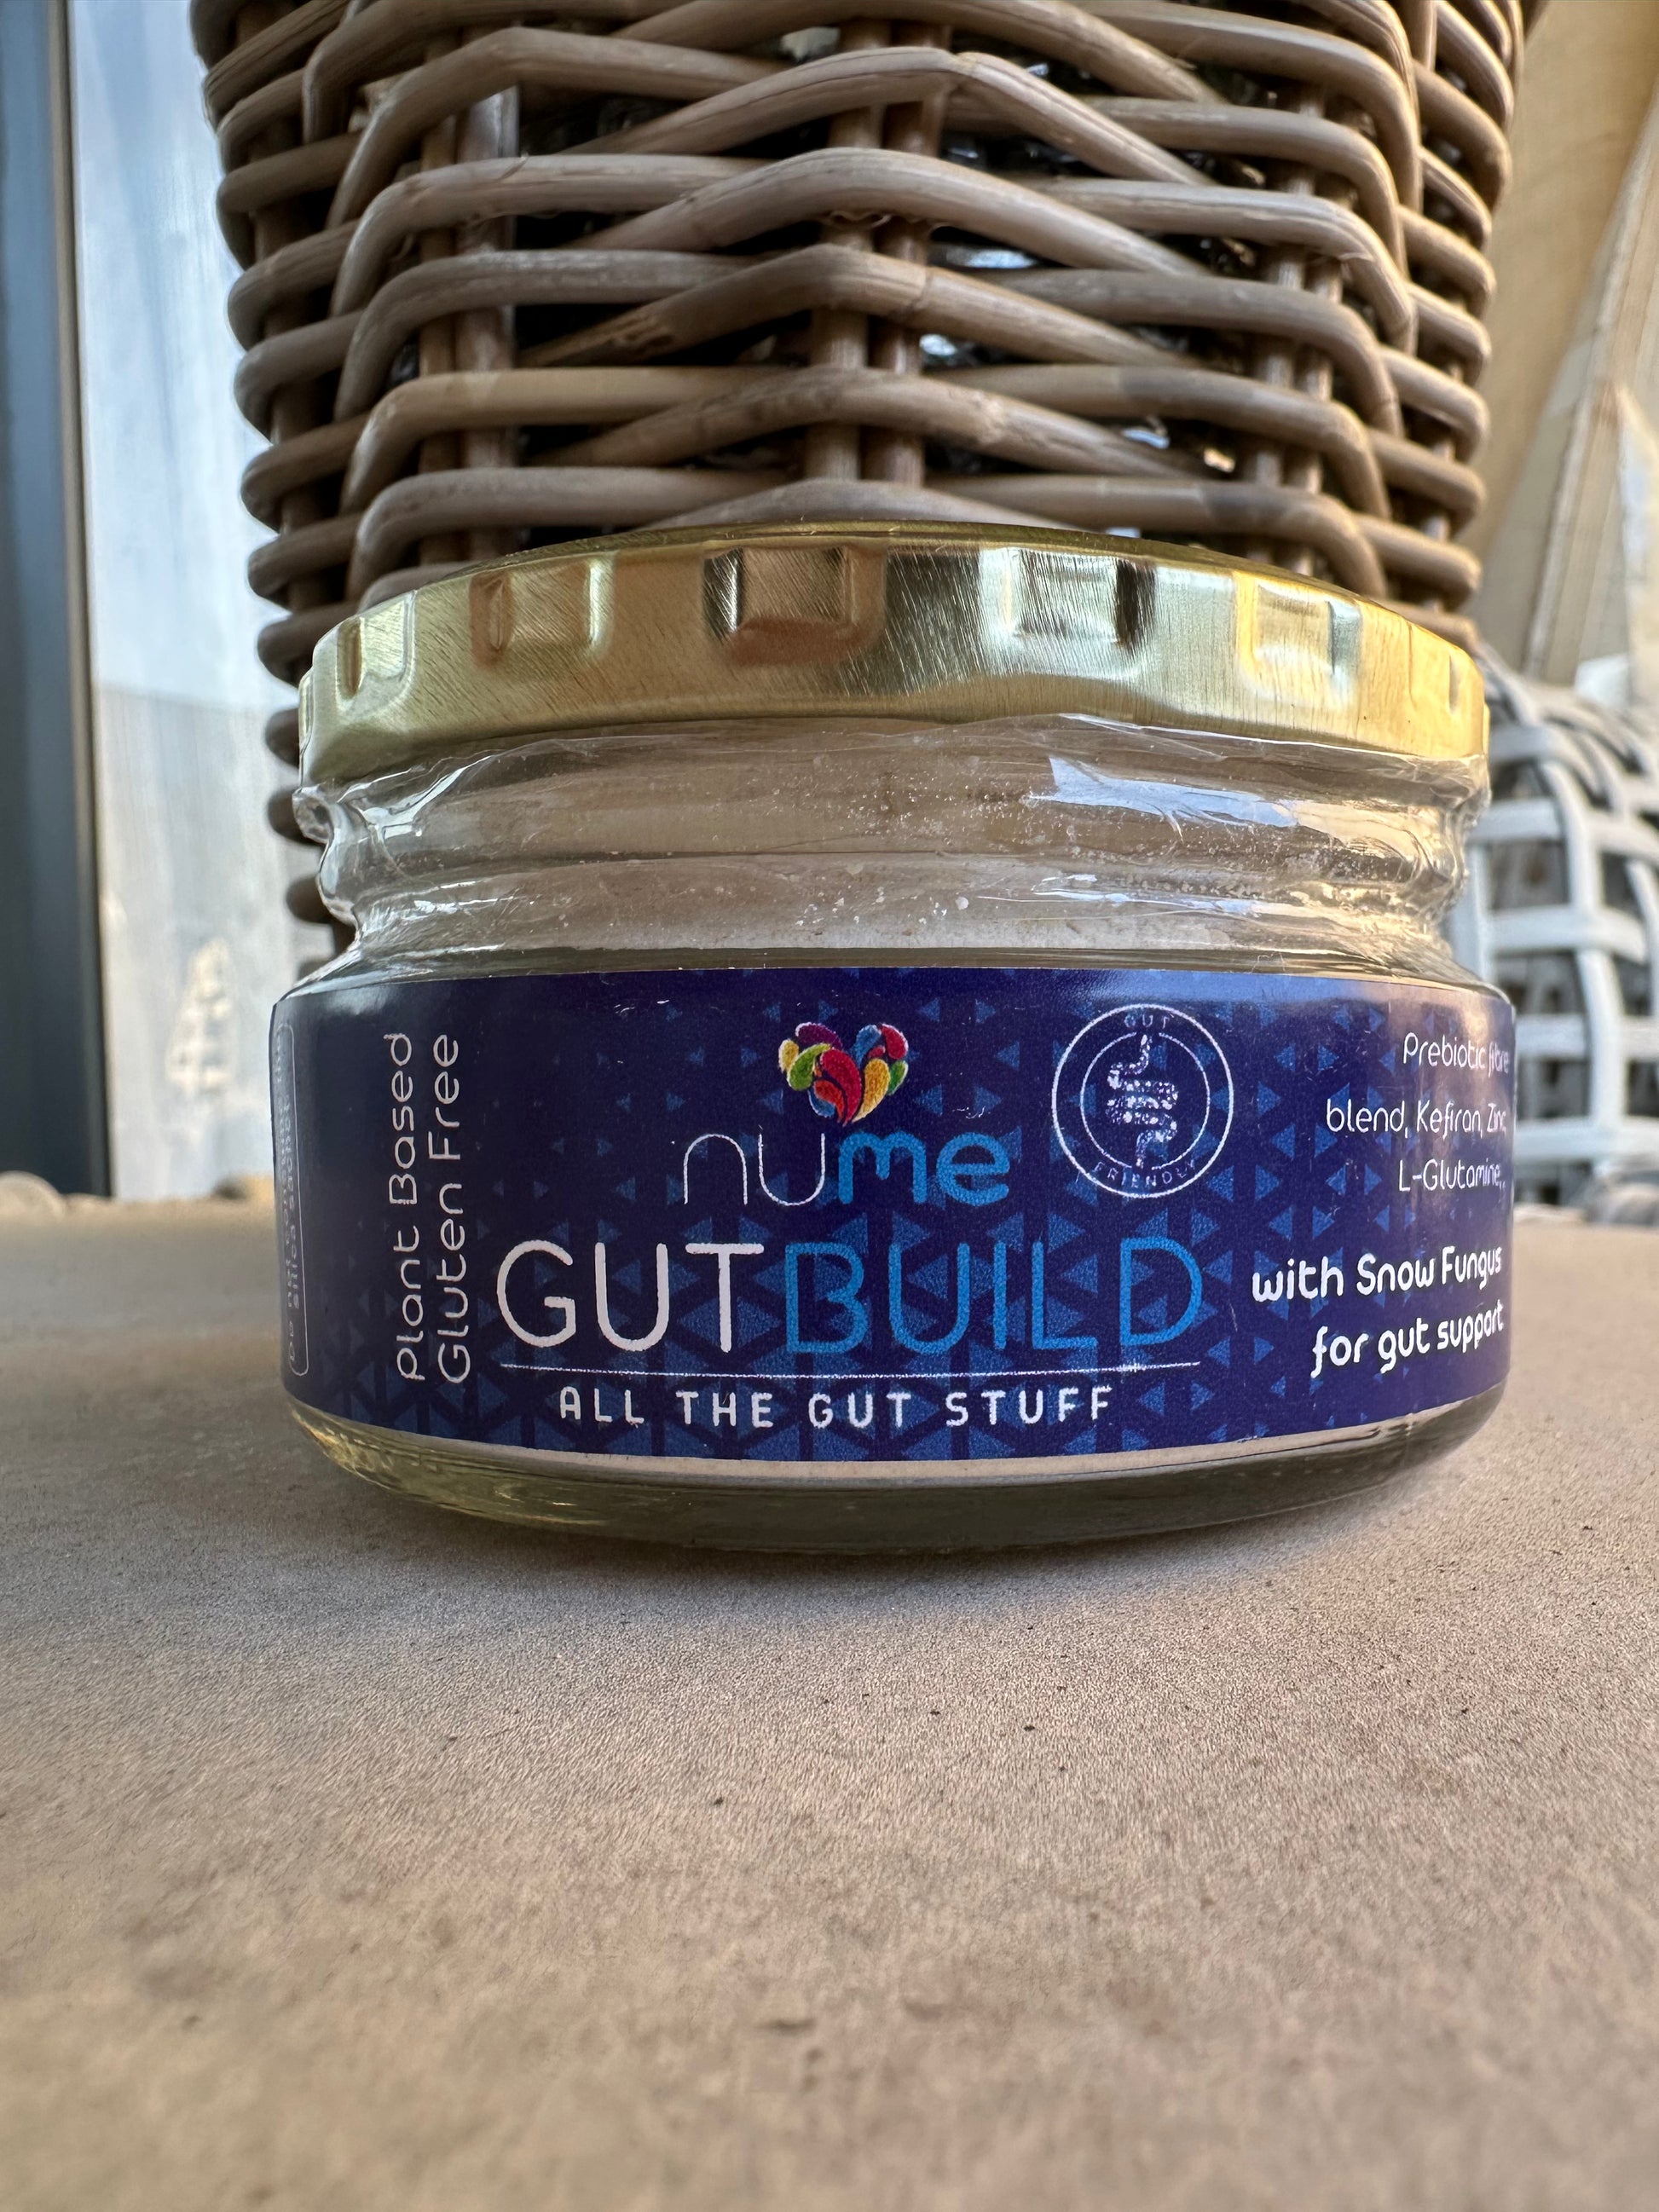 Plant Based
Gluten Free
nume
GUTBUILD
ALL THE GUT STUFF
GUT
FRIENDLY
Prebiotic fibre
blend, Kefiran, Zinc,
L-Glutamine,
with Snow Fungus
for gut support